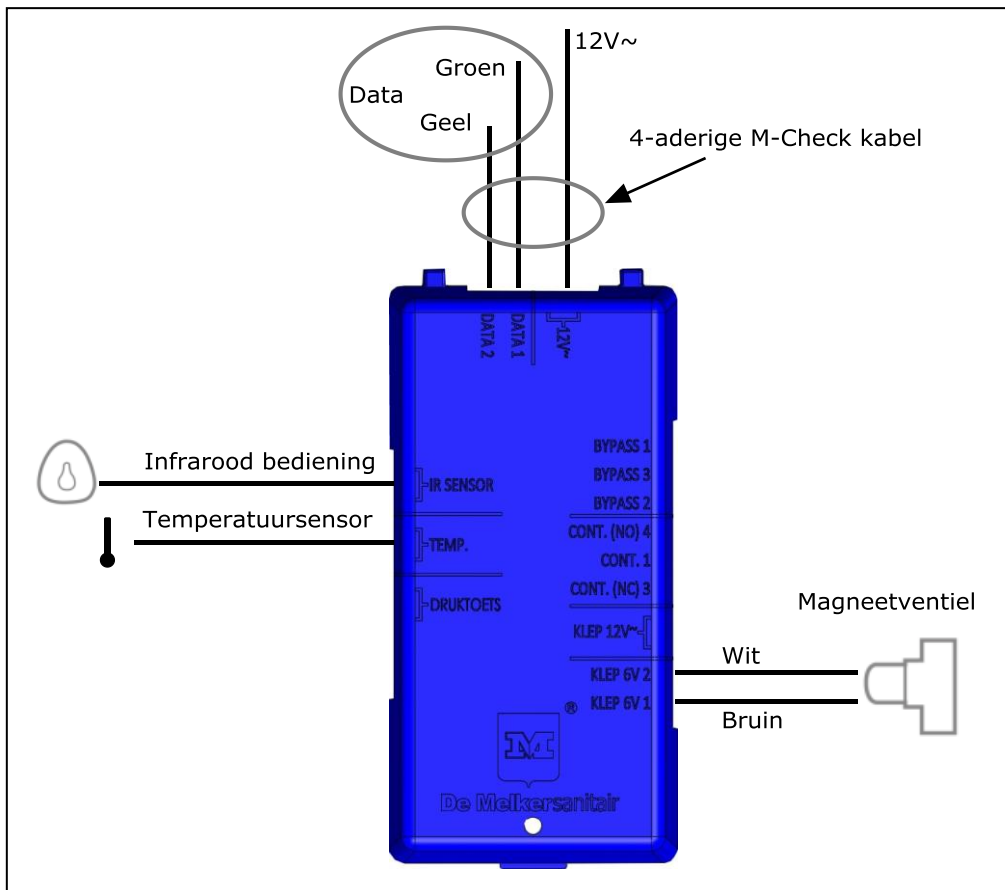 12V~
Groen
Data
Geel
4-aderige M-Check kabel
DATA 2
DATA 1
12V~
BYPASS 1
Infrarood bediening
BYPASS 3
IR SENSOR
BYPASS 2
Temperatuursensor
CONT. (NO) 4
TEMP.
CONT. 1
CONT. (NC) 3
DRUKTOETS
Magneetventiel
KLEP 12V~
Wit
KLEP 6V 2
KLEP 6V 1
Bruin
®
M
De Melkersanitair